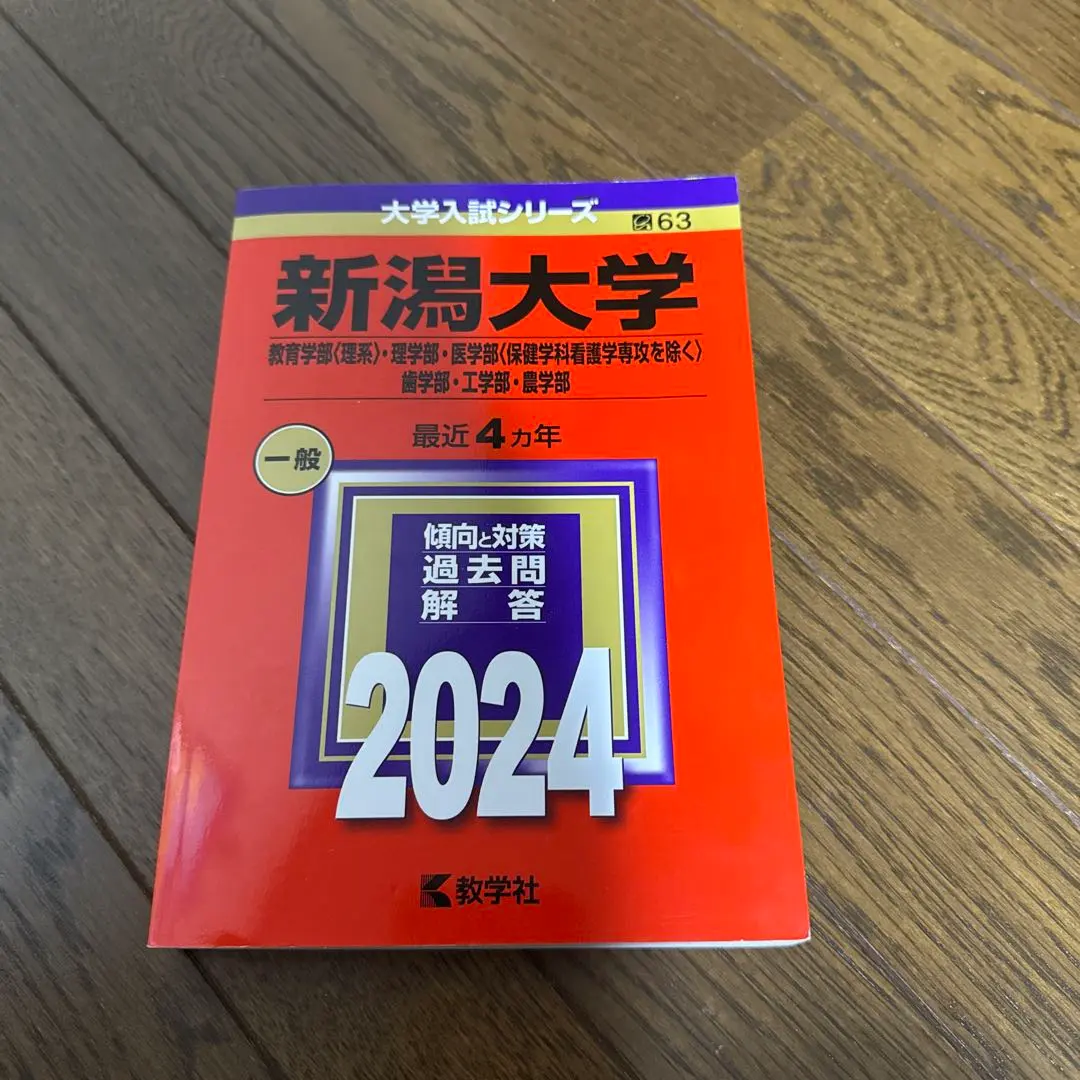 大学入試シリーズ
63
新潟大学
教育学部〈理系〉・理学部・医学部〈保健学科看護学専攻を除く〉
歯学部・工学部・農学部
最近4カ年
一般
傾向と対策
過去問
解答
2024
教学社